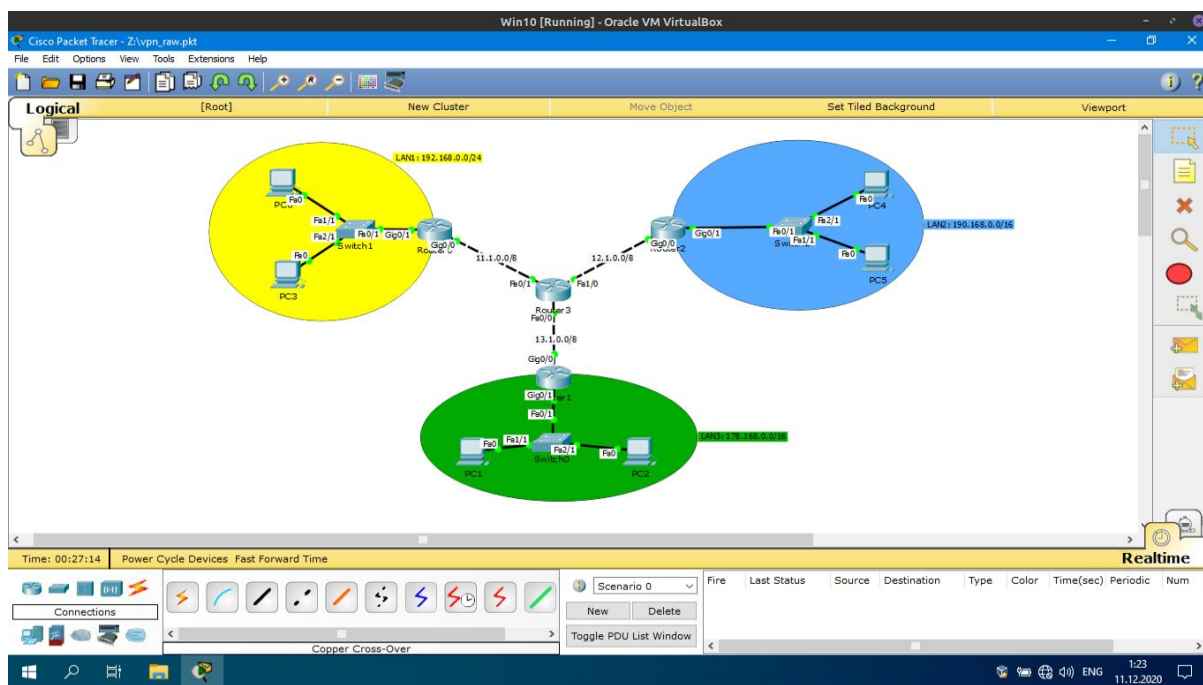 Win10 [Running] - Oracle VM VirtualBox
Cisco Packet Tracer - Z:\vpn_raw.pkt
File Edit Options View Tools Extensions Help
Logical [Root] New Cluster Move Object Set Tiled Background Viewport
LAN1: 192.168.0.0/24
Fa0
Fa1/1
Fa2/1 Fa0/1 Gig0/1 Gig0/0
Switch1
Fa0
PC3
11.1.0.0/8
12.1.0.0/8
Fa0
PC4
Fa2/1
LAN2: 190.168.0.0/16
Gig0/0 Gig0/1 Fa0/1 Fa1/1
Fa0
PC5
Fa0/1 Fa1/0
Router3
Fa0/0
13.1.0.0/8
Gig0/0
Gig0/1
Fa0/1
LAN3: 178.168.0.0/16
Fa0 Fa1/1 Fa2/1 Fa0
Switch0
PC1 PC2
Time: 00:27:14 Power Cycle Devices Fast Forward Time Realtime
Connections
Copper Cross-Over
Scenario 0
New Delete
Toggle PDU List Window
Fire Last Status Source Destination Type Color Time(sec) Periodic Num
ENG 1:23
11.12.2020